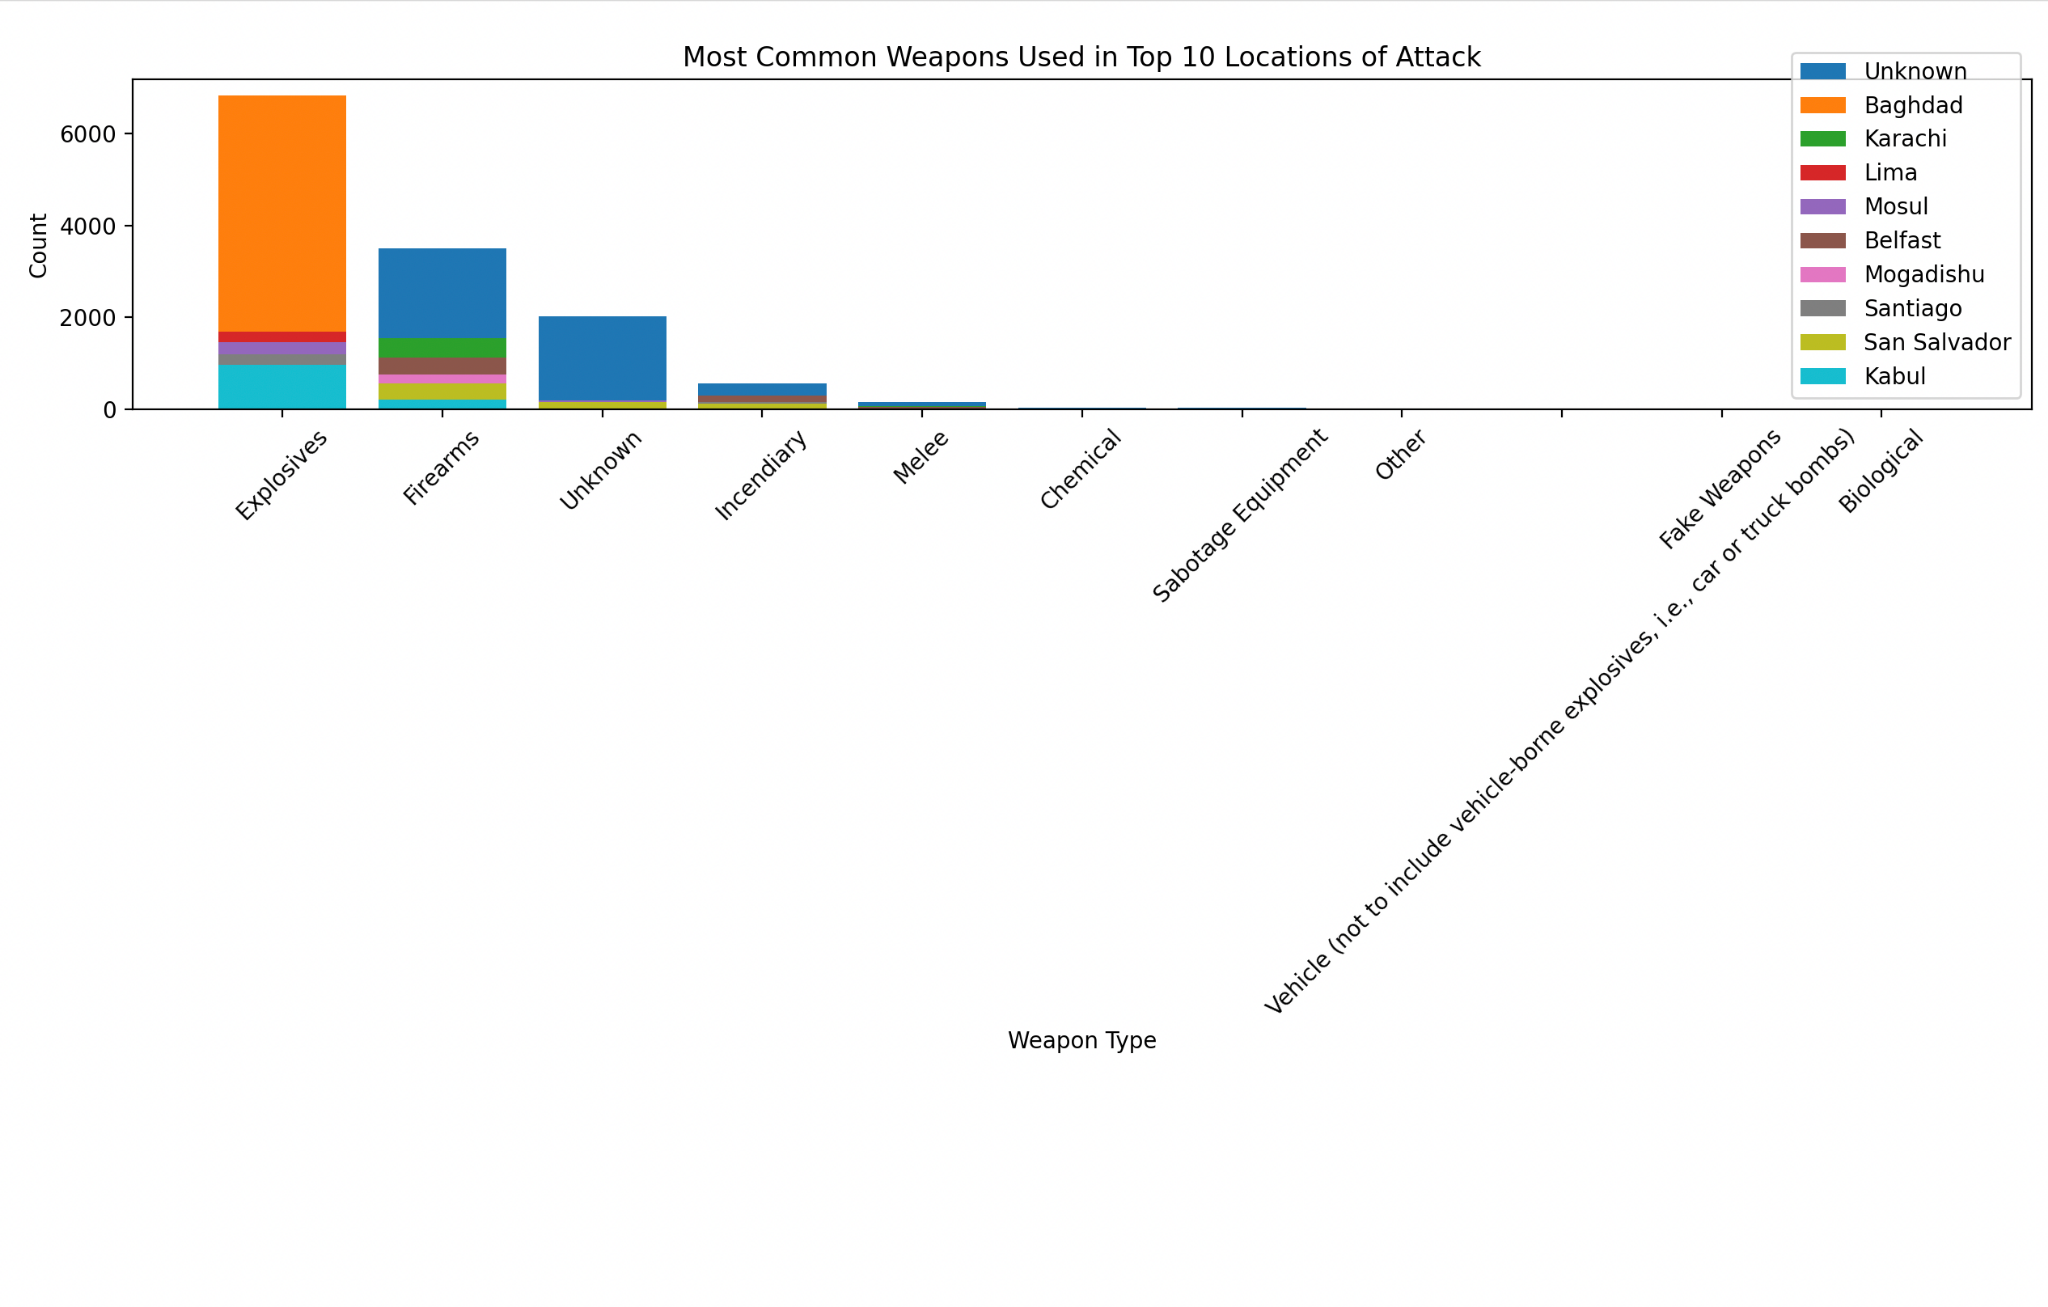 Most Common Weapons Used in Top 10 Locations of Attack
Unknown
Baghdad
Karachi
Lima
Mosul
Belfast
Mogadishu
Santiago
San Salvador
Kabul
Count
6000
4000
2000
0
Explosives
Firearms
Unknown
Incendiary
Melee
Chemical
Sabotage Equipment
Other
Vehicle (not to include vehicle-borne explosives, i.e., car or truck bombs)
Fake Weapons
Biological
Weapon Type